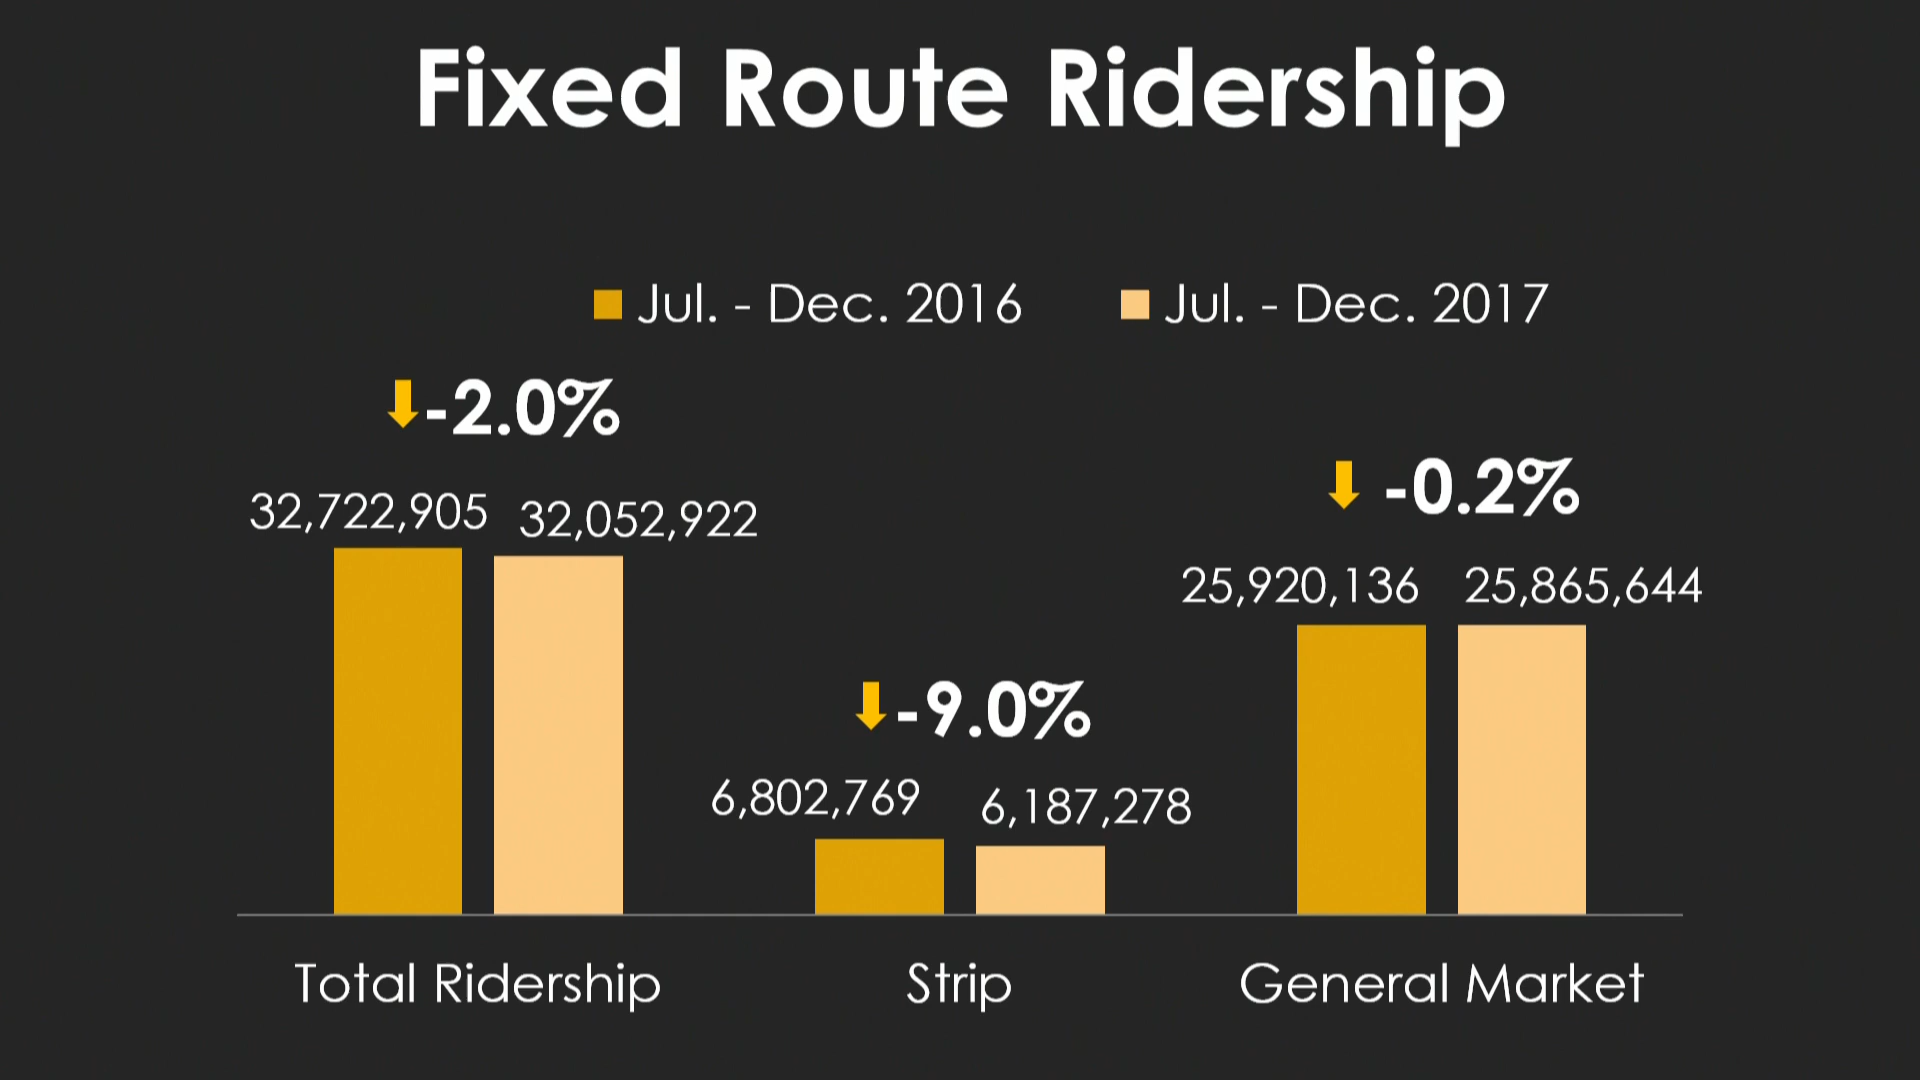 Fixed Route Ridership
Jul. - Dec. 2016 Jul. - Dec. 2017
-2.0%
32,722,905 32,052,922
-9.0%
6,802,769 6,187,278
-0.2%
25,920,136 25,865,644
Total Ridership Strip General Market